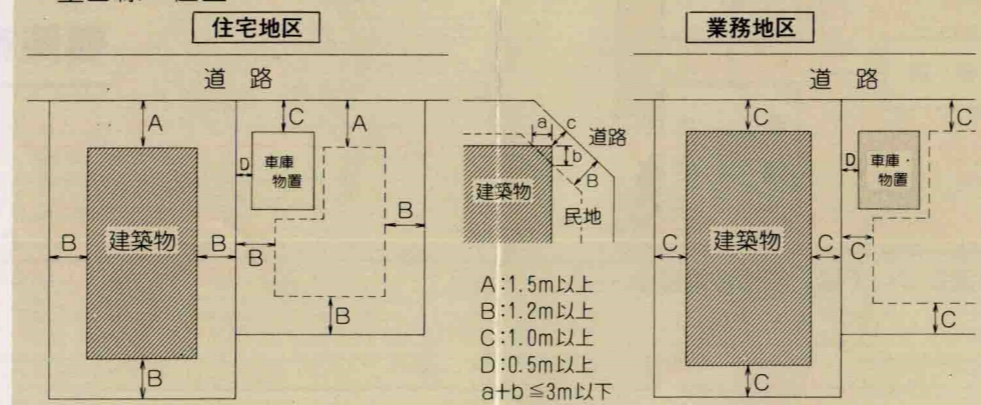 住宅地区
道 路
A
C
A
D
車庫
物置
B
建築物
B
B
B
B
B
a
c
道路
b
B
建築物
民地
A:1.5m以上
B:1.2m以上
C:1.0m以上
D:0.5m以上
a+b≦3m以下
業務地区
道 路
C
C
D
車庫・
物置
C
建築物
C
C
C
C